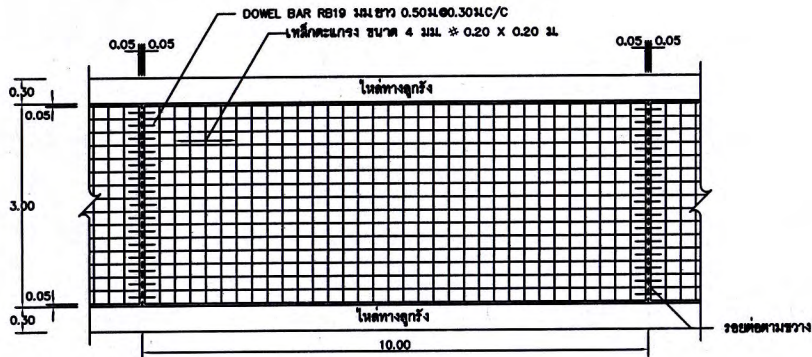 DOWEL BAR RB19 มม.ยาว 0.50ม.@0.30ม.C/C
0.05 0.05
เหล็กตะแกรง ขนาด 4 มม. # 0.20 X 0.20 ม.
0.05 0.05
0.30
ไหล่ทางลูกรัง
0.05
3.00
0.05
ไหล่ทางลูกรัง
0.30
รอยต่อตามขวาง
10.00